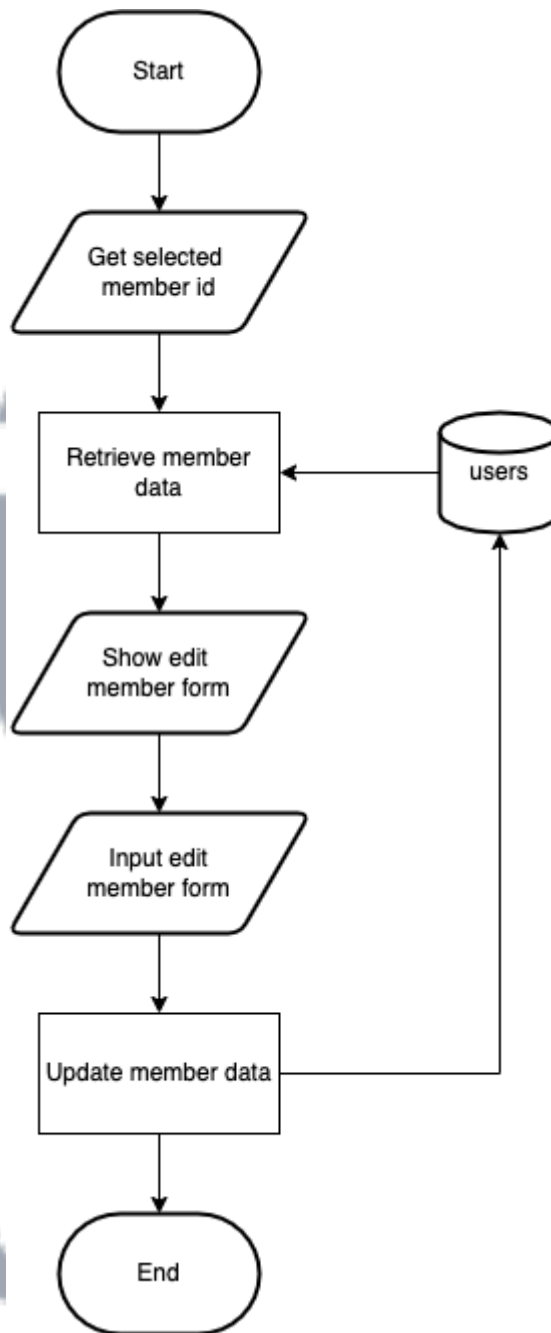 Start
Get selected
member id
Retrieve member
data
users
Show edit
member form
Input edit
member form
Update member data
End